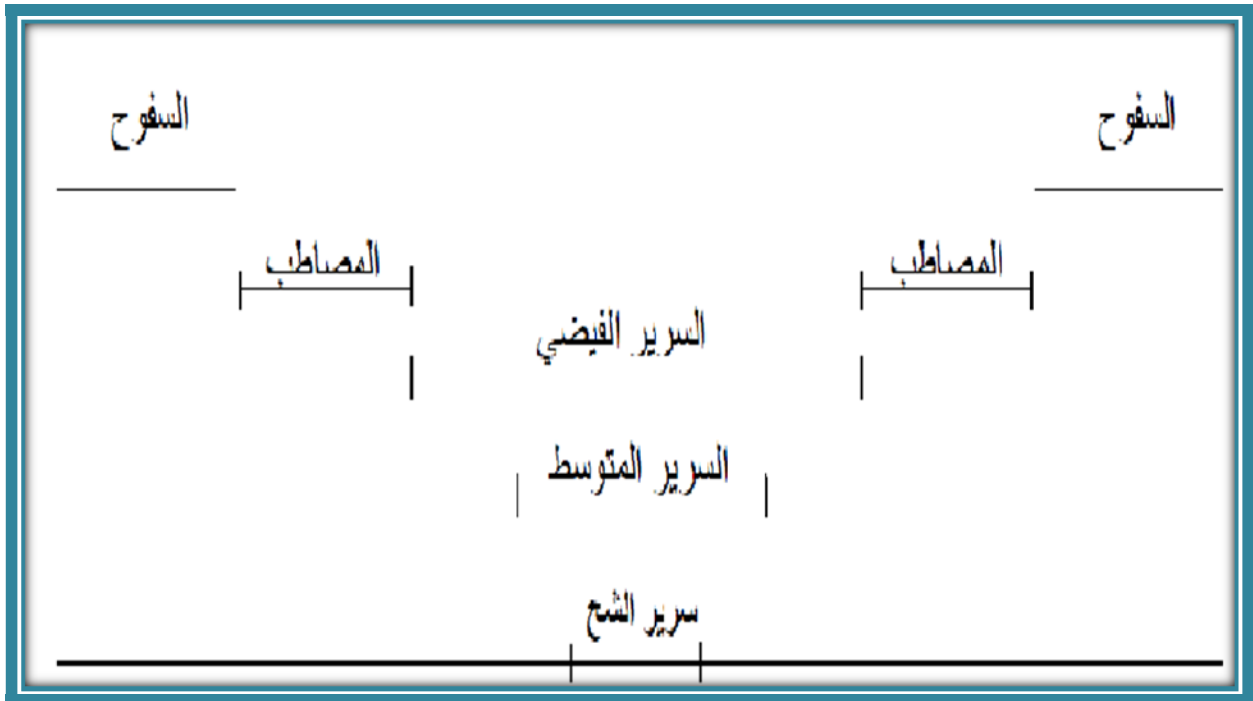 السفوح
السفوح
المصاطب
المصاطب
السرير الفيضي
السرير المتوسط
سرير الشح